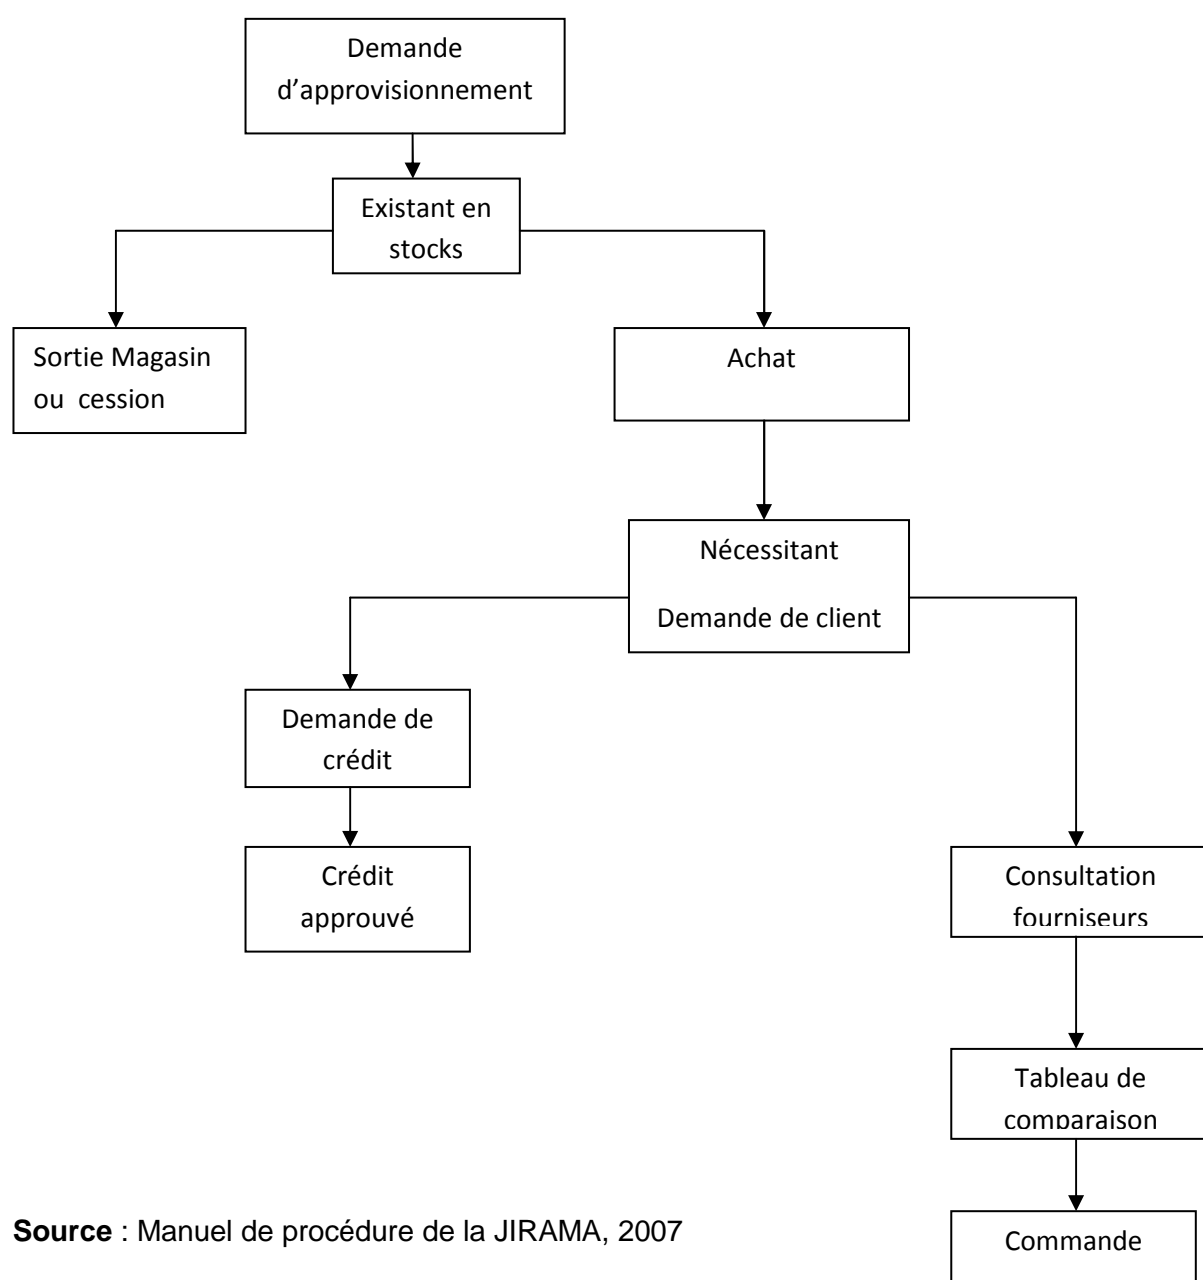 Demande
d'approvisionnement
Existant en
stocks
Sortie Magasin
ou cession
Achat
Nécessitant
Demande de client
Demande de
crédit
Crédit
approuvé
Consultation
fourniseurs
Tableau de
comparaison
Commande
Source : Manuel de procédure de la JIRAMA, 2007